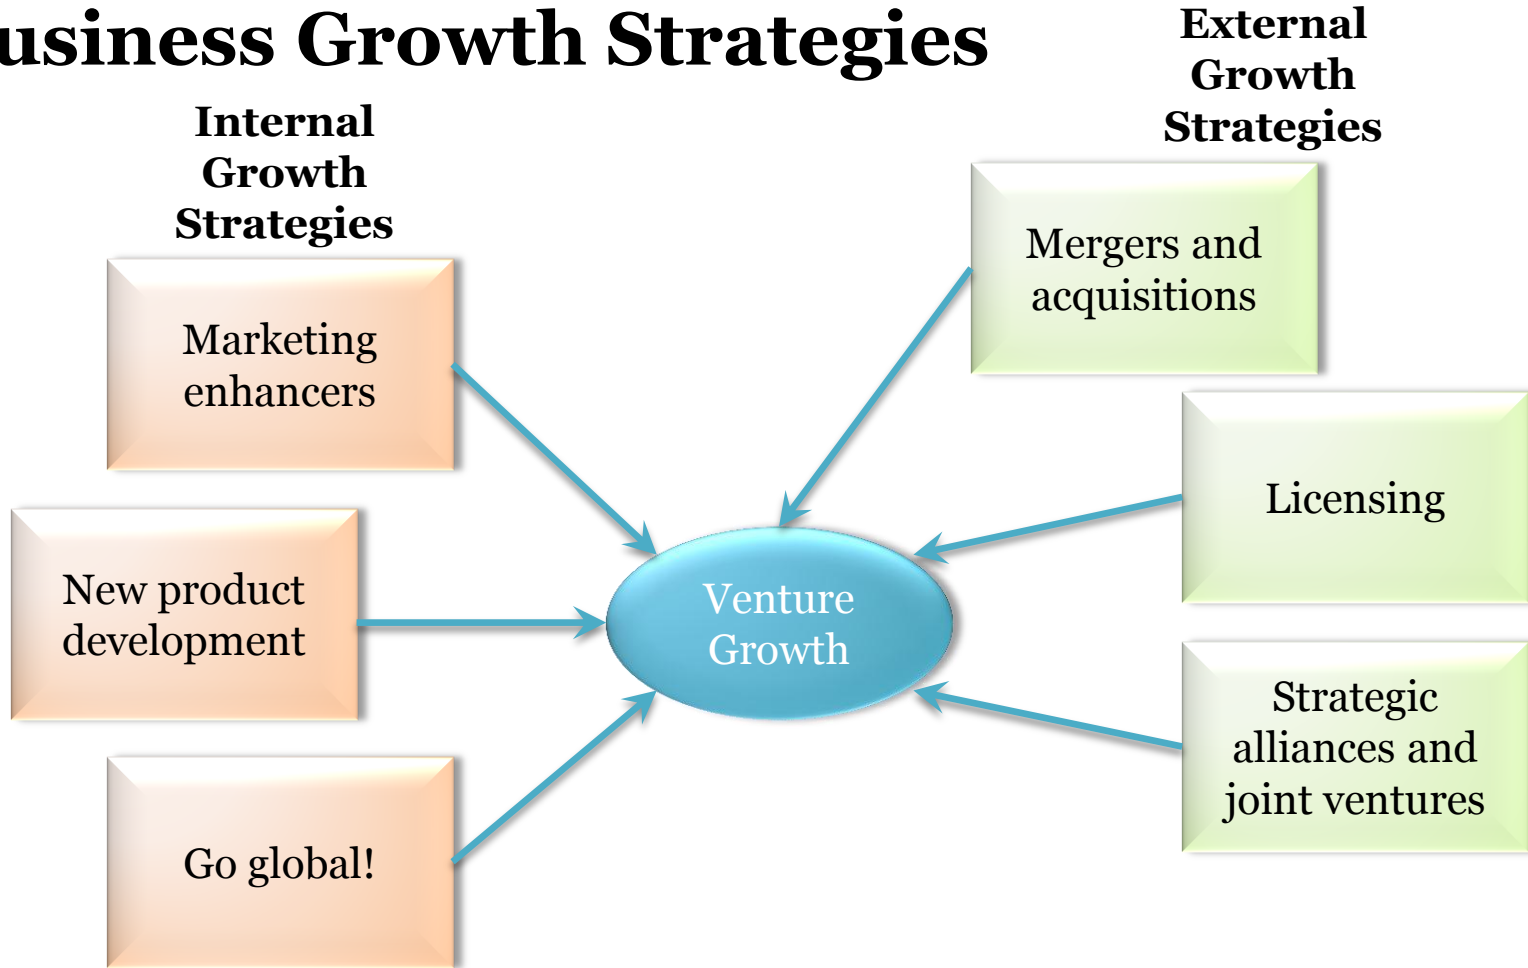 usiness Growth Strategies
External
Growth
Strategies
Internal
Growth
Strategies
Mergers and
acquisitions
Marketing
enhancers
Licensing
New product
development
Venture
Growth
Strategic
alliances and
joint ventures
Go global!